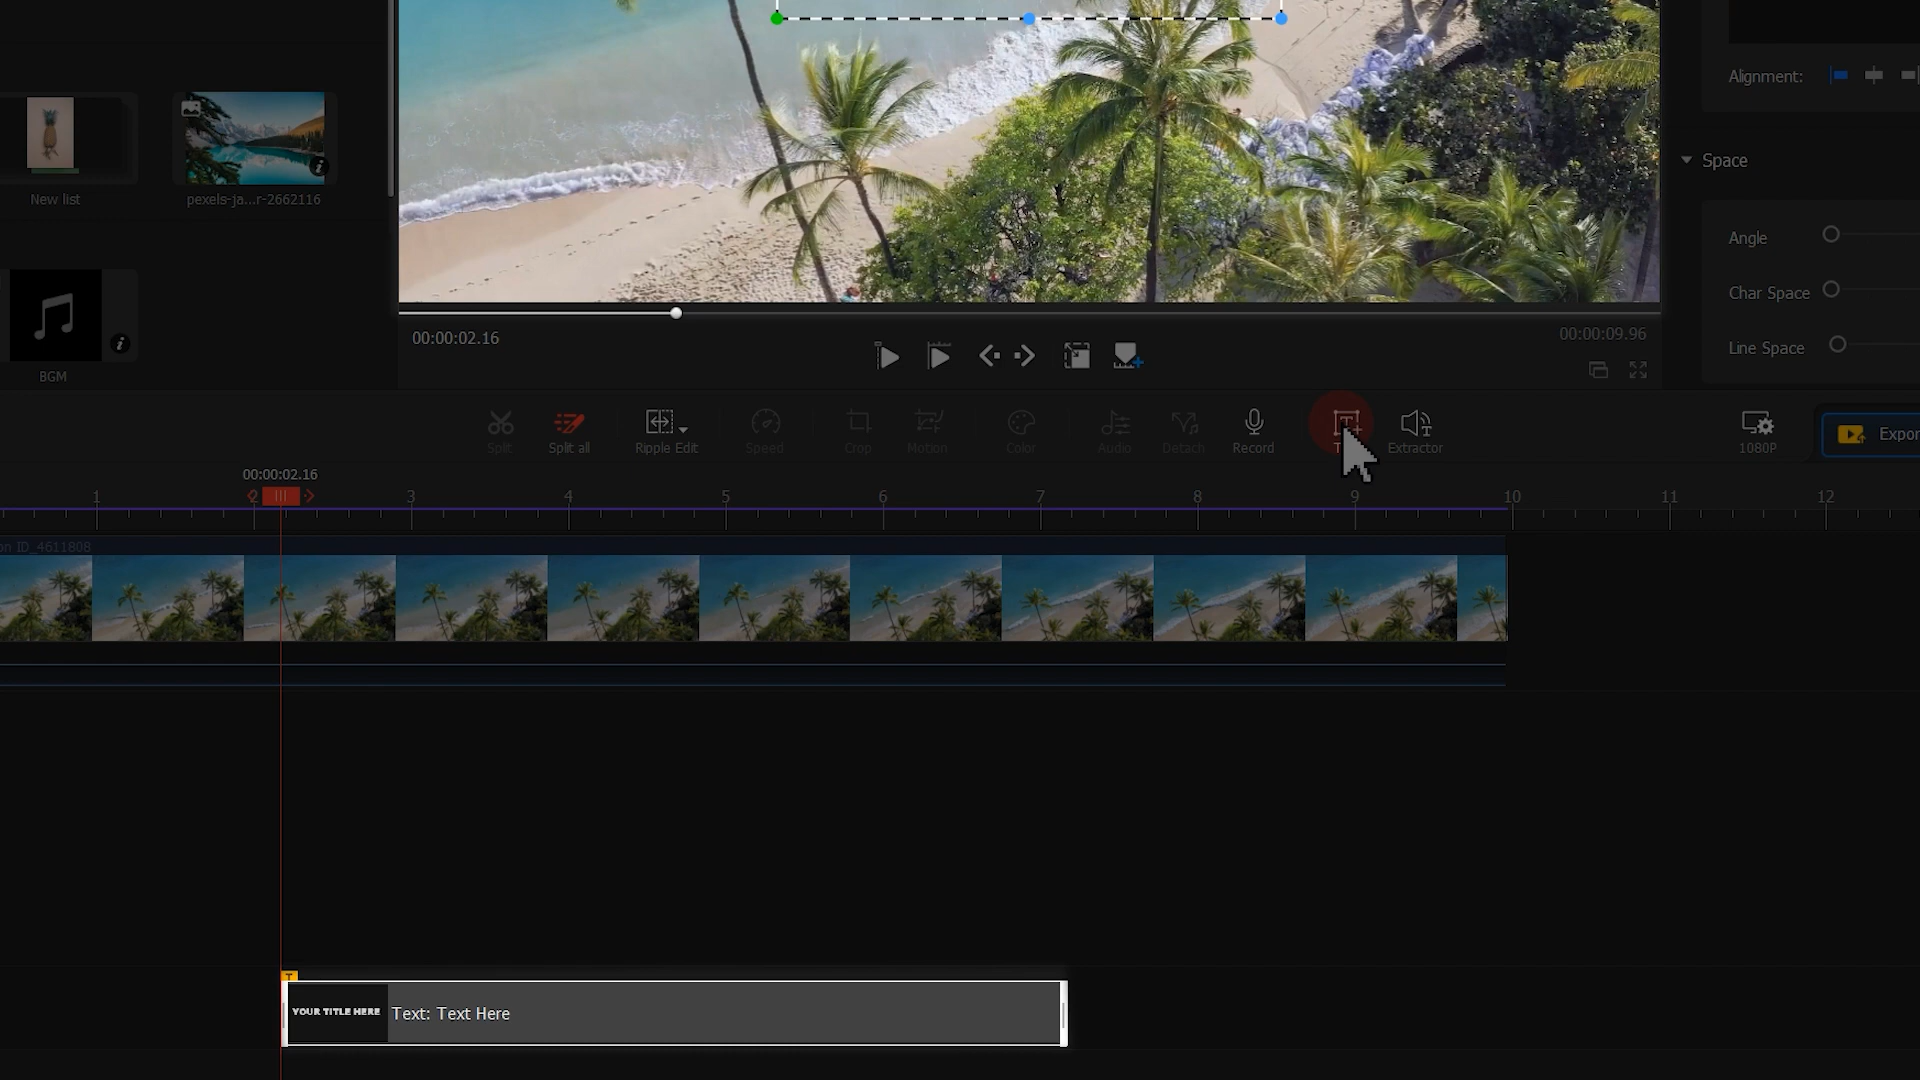 Alignment:
Space
New list
pexels-ja...r-2662116
Angle
Char Space
Line Space
BGM
00:00:02.16
00:00:09.96
Split
Split all
Ripple Edit
Speed
Crop
Motion
Color
Audio
Detach
Record
Extractor
1080P
Expor
00:00:02.16
1 2 3 4 5 6 7 8 9 10 11 12
on ID_4611808
T
YOUR TITLE HERE
Text: Text Here